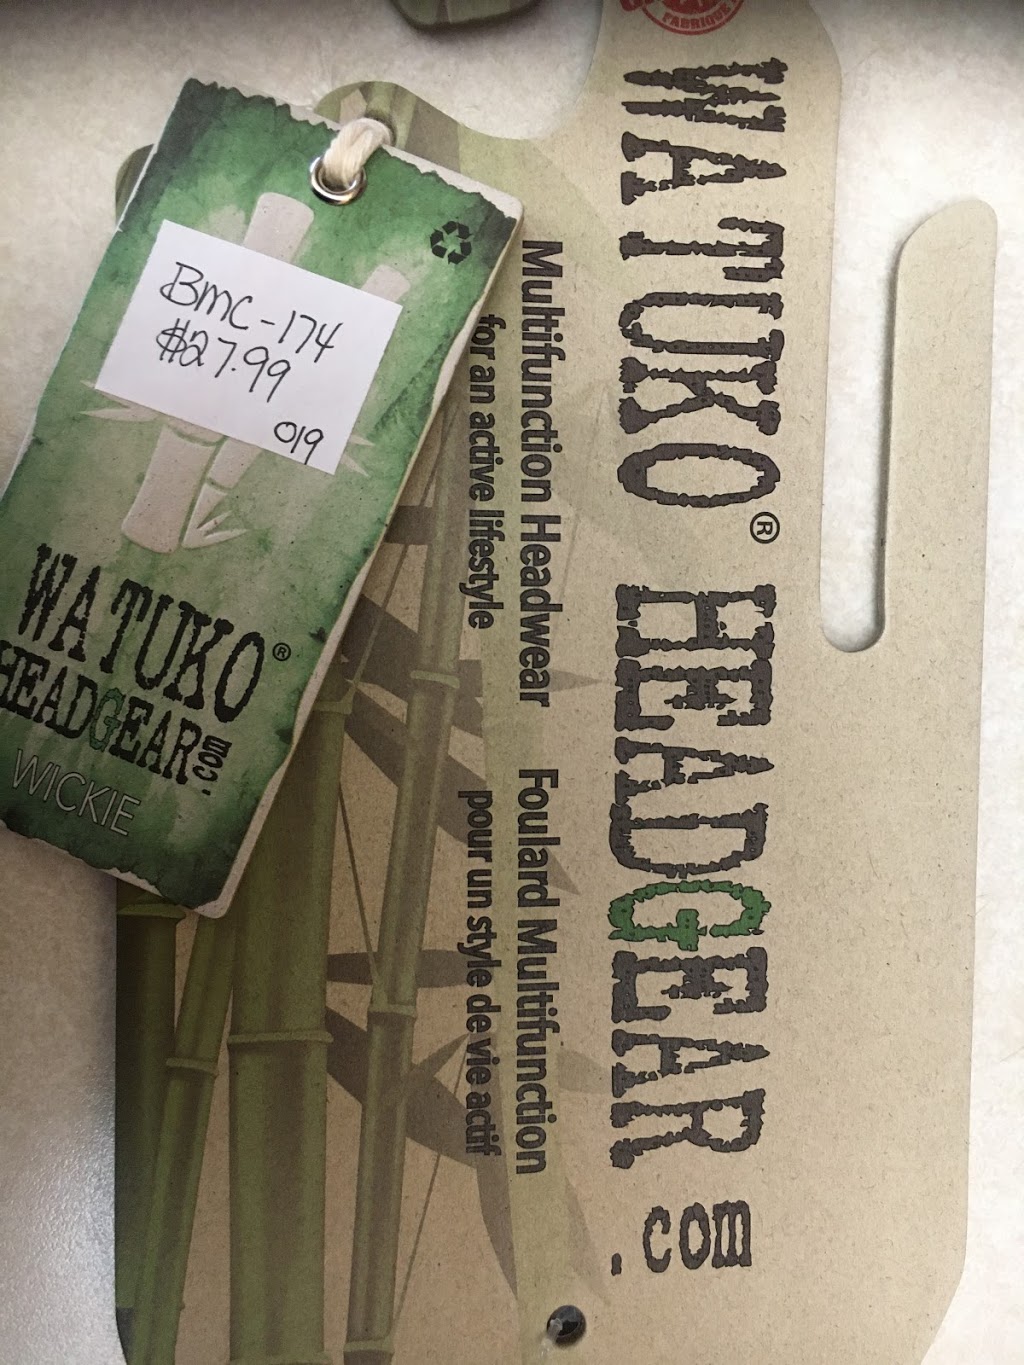 BMC-174
$27.99
019
WATUKO®
HEADGEAR.com
WICKIE
FABRIQUÉ
WATUKO® HEADGEAR.com
Multifunction Headwear
for an active lifestyle
Foulard Multifunction
pour un style de vie actif